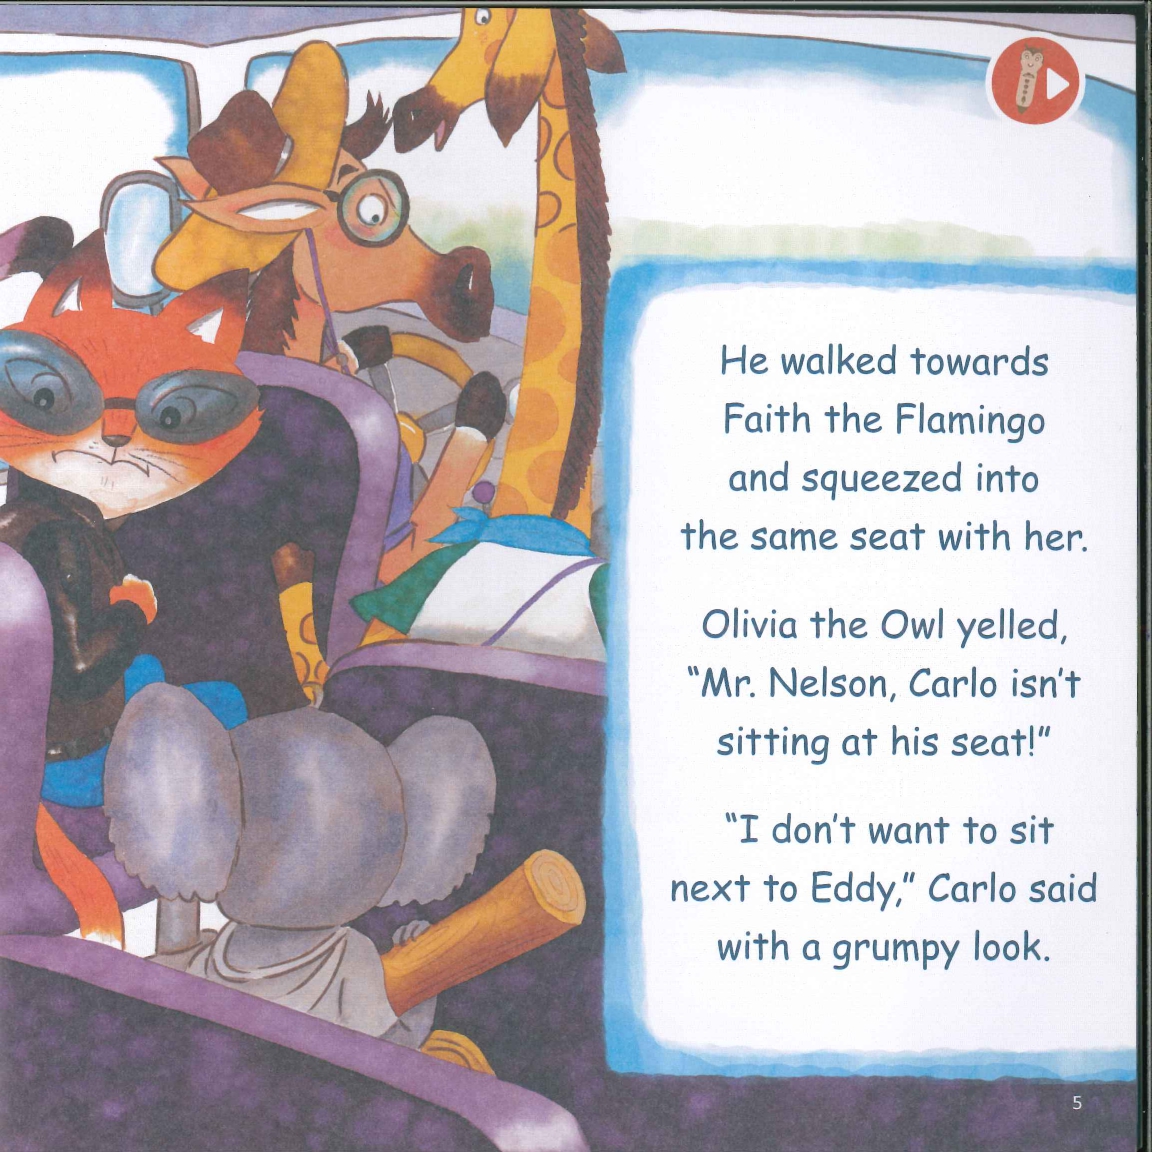 He walked towards
Faith the Flamingo
and squeezed into
the same seat with her.
Olivia the Owl yelled,
“Mr. Nelson, Carlo isn’t
sitting at his seat!”
“I don’t want to sit
next to Eddy,” Carlo said
with a grumpy look.
5